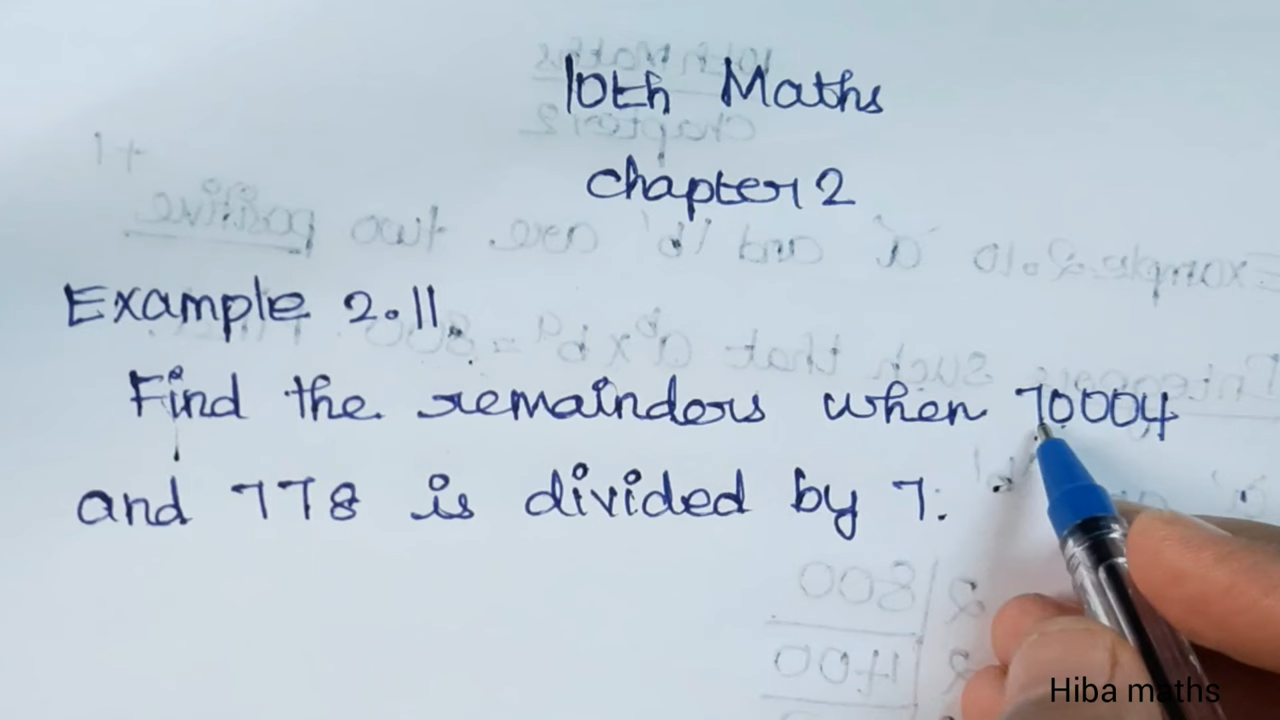 10th Maths
Chapter 2
Example 2.11.
Find the remainders when 70004
and 778 is divided by 7.
Hiba maths